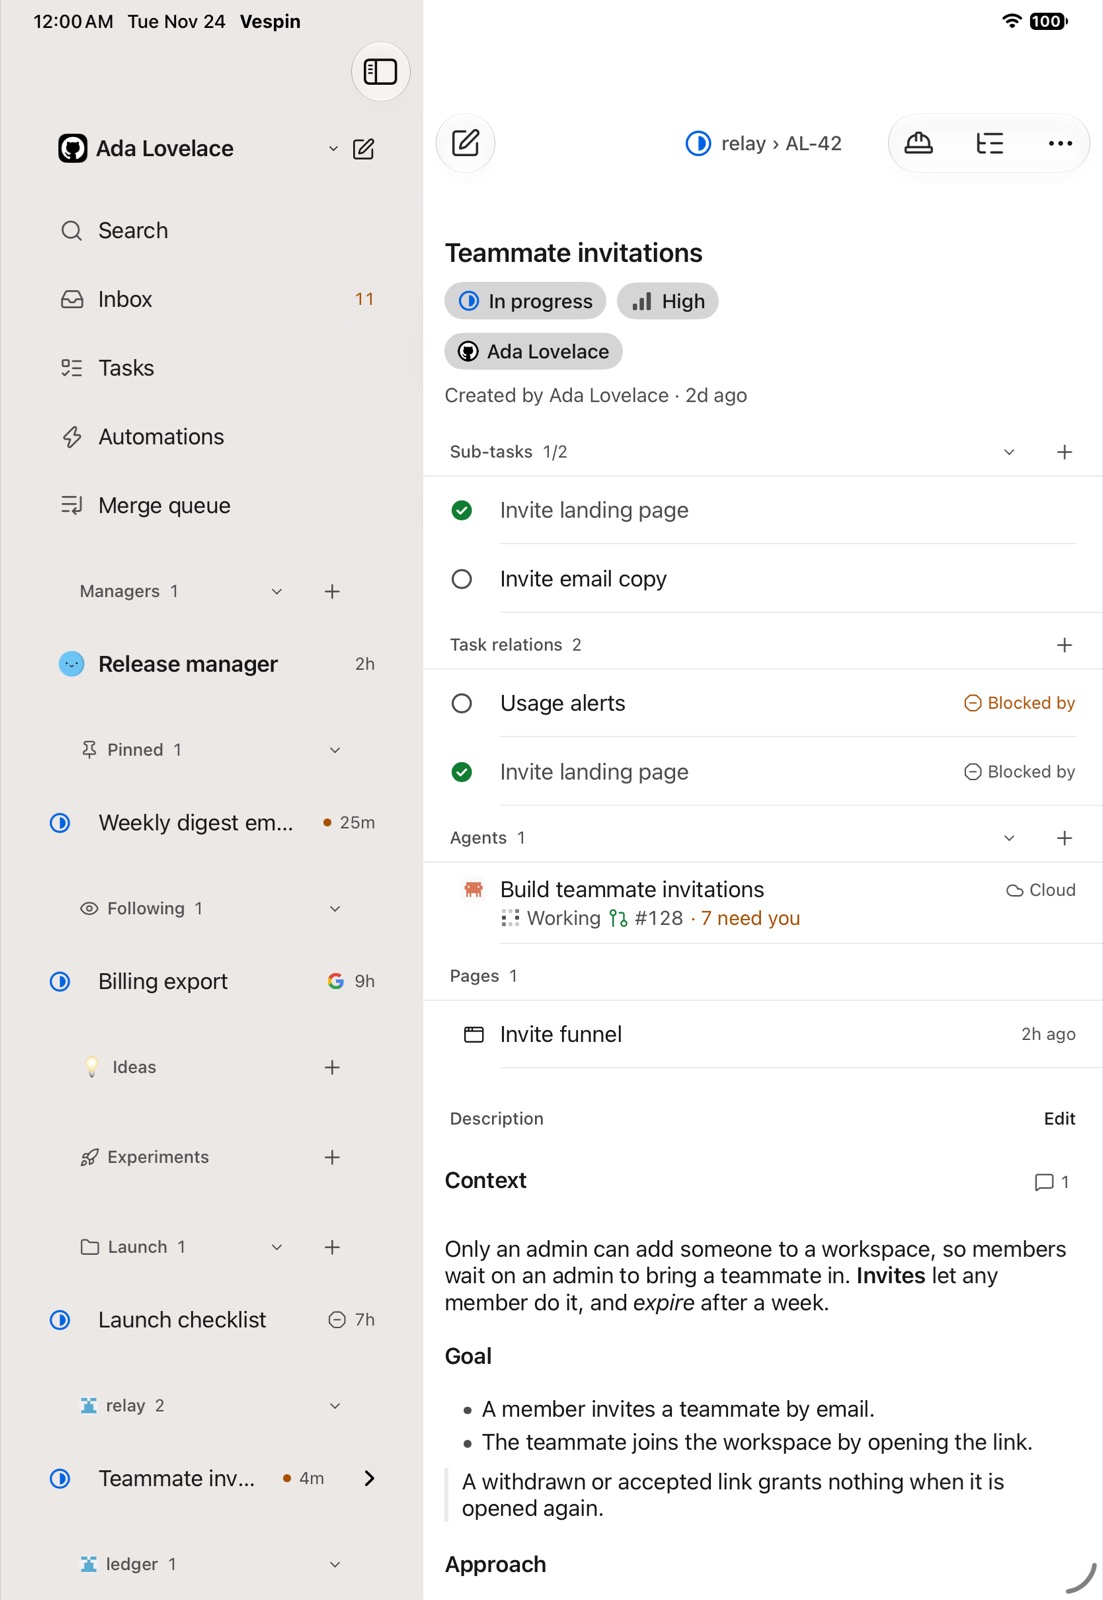 12:00 AM Tue Nov 24 Vespin
100
Ada Lovelace
Search
Inbox 11
Tasks
Automations
Merge queue
Managers 1
Release manager 2h
Pinned 1
Weekly digest em... 25m
Following 1
Billing export 9h
Ideas
Experiments
Launch 1
Launch checklist 7h
relay 2
Teammate inv... 4m
ledger 1
relay › AL-42
Teammate invitations
In progress High
Ada Lovelace
Created by Ada Lovelace · 2d ago
Sub-tasks 1/2
Invite landing page
Invite email copy
Task relations 2
Usage alerts Blocked by
Invite landing page Blocked by
Agents 1
Build teammate invitations Cloud
Working #128 · 7 need you
Pages 1
Invite funnel 2h ago
Description Edit
Context 1
Only an admin can add someone to a workspace, so members
wait on an admin to bring a teammate in. Invites let any
member do it, and expire after a week.
Goal
• A member invites a teammate by email.
• The teammate joins the workspace by opening the link.
A withdrawn or accepted link grants nothing when it is
opened again.
Approach